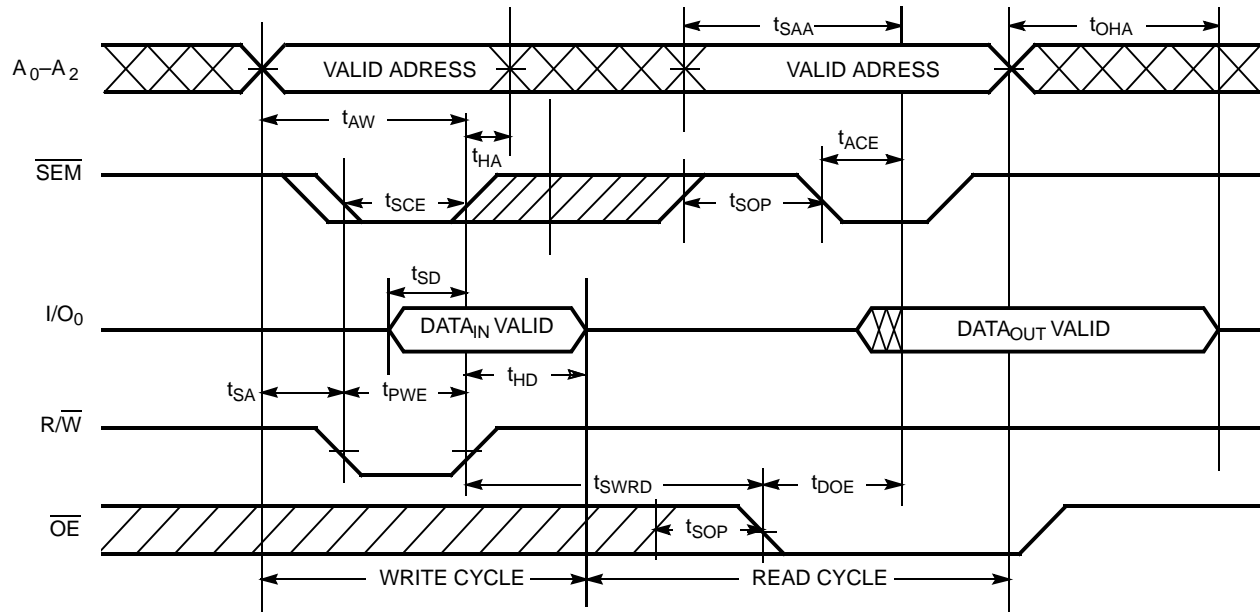 tSAA
tOHA
A0–A2
VALID ADRESS
VALID ADRESS
tAW
tHA
tACE
SEM
tSCE
tSOP
tSD
I/O0
DATAIN VALID
DATAOUT VALID
tSA
tPWE
tHD
R/W
tSWRD
tDOE
OE
tSOP
WRITE CYCLE
READ CYCLE